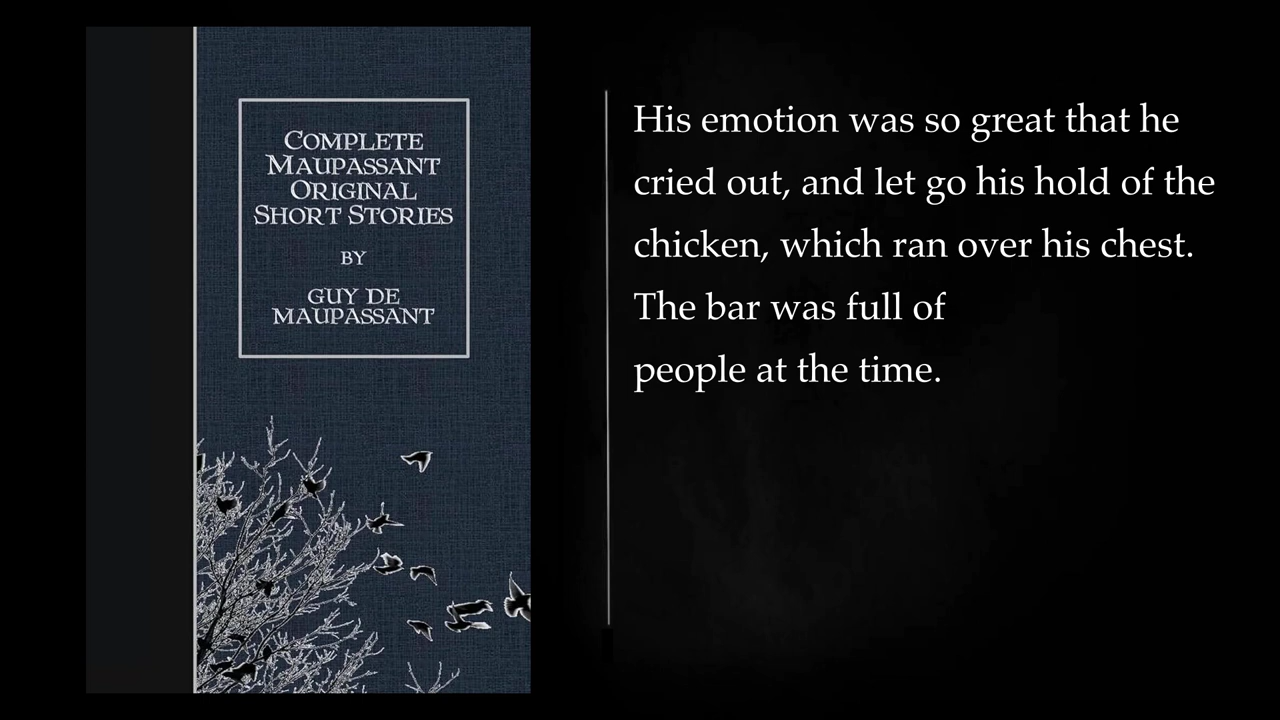 COMPLETE
MAUPASSANT
ORIGINAL
SHORT STORIES
BY
GUY DE
MAUPASSANT
His emotion was so great that he
cried out, and let go his hold of the
chicken, which ran over his chest.
The bar was full of
people at the time.